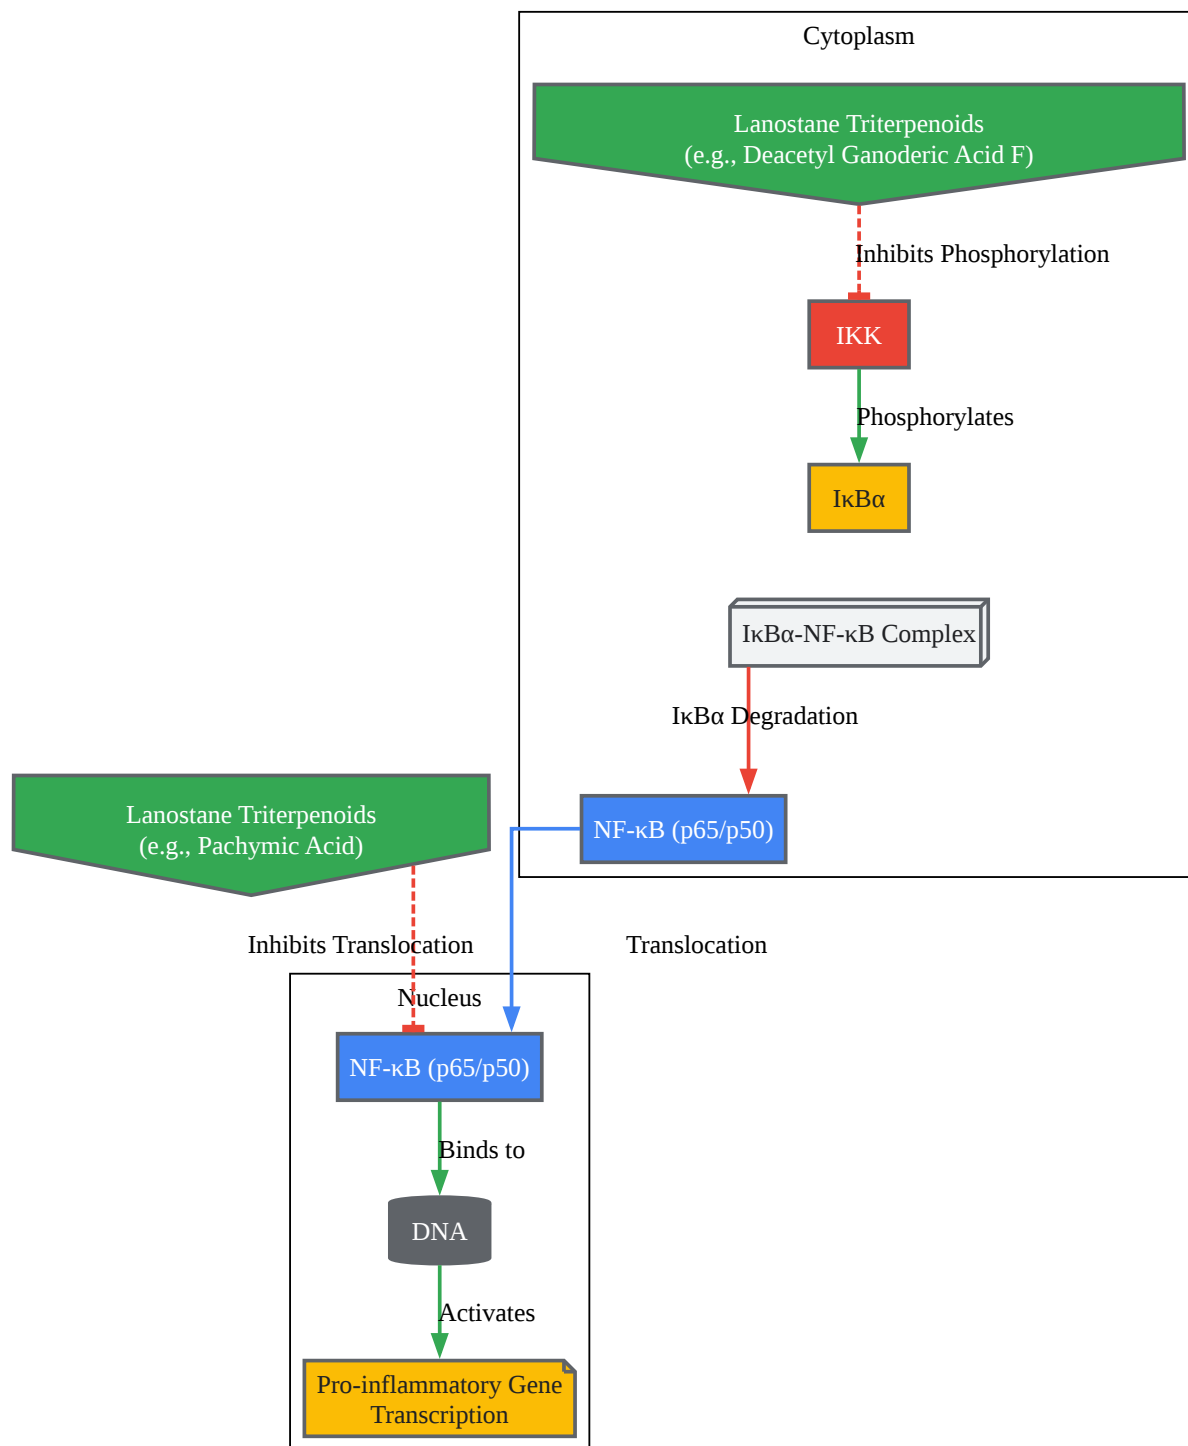 Cytoplasm
Lanostane Triterpenoids
(e.g., Deacetyl Ganoderic Acid F)
Inhibits Phosphorylation
IKK
Phosphorylates
IκBα
IκBα-NF-κB Complex
IκBα Degradation
NF-κB (p65/p50)
Lanostane Triterpenoids
(e.g., Pachymic Acid)
Inhibits Translocation
Translocation
Nucleus
NF-κB (p65/p50)
Binds to
DNA
Activates
Pro-inflammatory Gene
Transcription